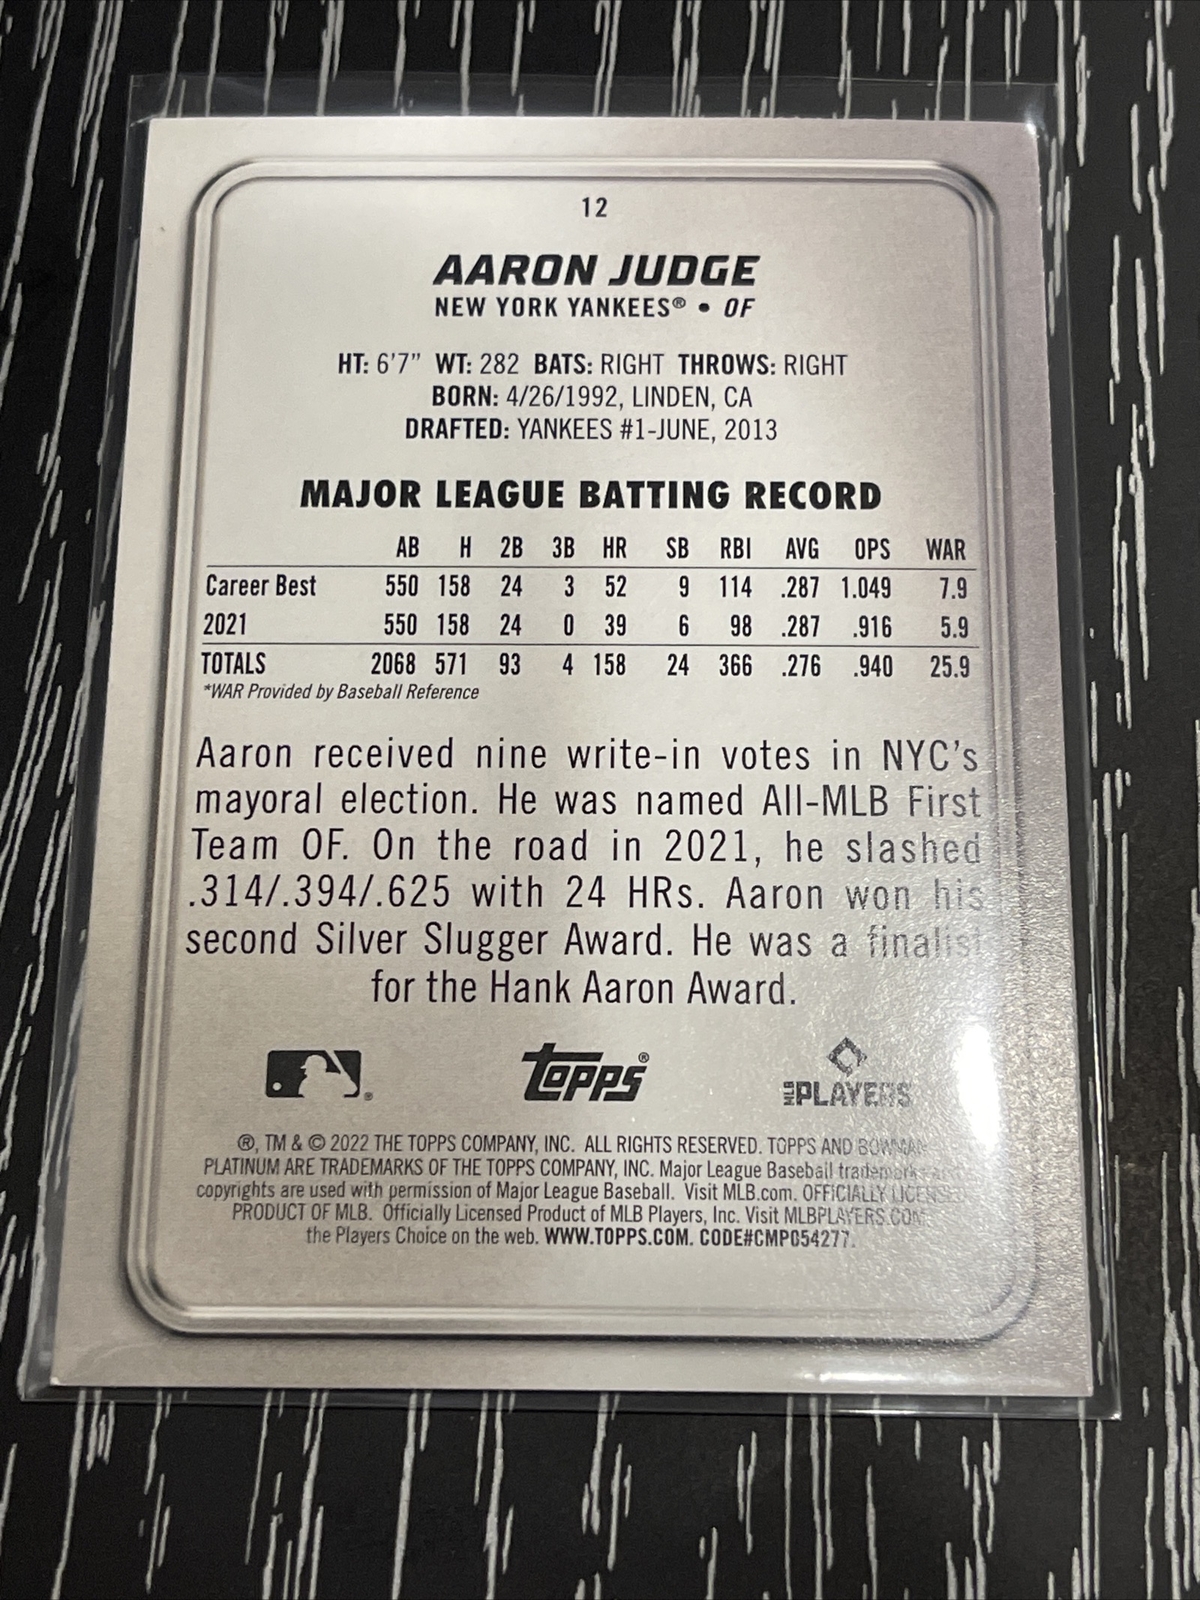 12
AARON JUDGE
NEW YORK YANKEES® • OF
HT: 6'7" WT: 282 BATS: RIGHT THROWS: RIGHT
BORN: 4/26/1992, LINDEN, CA
DRAFTED: YANKEES #1-JUNE, 2013
MAJOR LEAGUE BATTING RECORD
AB H 2B 3B HR SB RBI AVG OPS WAR
Career Best 550 158 24 3 52 9 114 .287 1.049 7.9
2021 550 158 24 0 39 6 98 .287 .916 5.9
TOTALS 2068 571 93 4 158 24 366 .276 .940 25.9
*WAR Provided by Baseball Reference
Aaron received nine write-in votes in NYC's
mayoral election. He was named All-MLB First
Team OF. On the road in 2021, he slashed
.314/.394/.625 with 24 HRs. Aaron won his
second Silver Slugger Award. He was a finalist
for the Hank Aaron Award.
topps®
MLB PLAYERS
®, TM & © 2022 THE TOPPS COMPANY, INC. ALL RIGHTS RESERVED. TOPPS AND BOWMAN
PLATINUM ARE TRADEMARKS OF THE TOPPS COMPANY, INC. Major League Baseball trademarks and
copyrights are used with permission of Major League Baseball. Visit MLB.com. OFFICIALLY LICENSED
PRODUCT OF MLB. Officially Licensed Product of MLB Players, Inc. Visit MLBPLAYERS.COM,
the Players Choice on the web. WWW.TOPPS.COM. CODE#CMP054277.